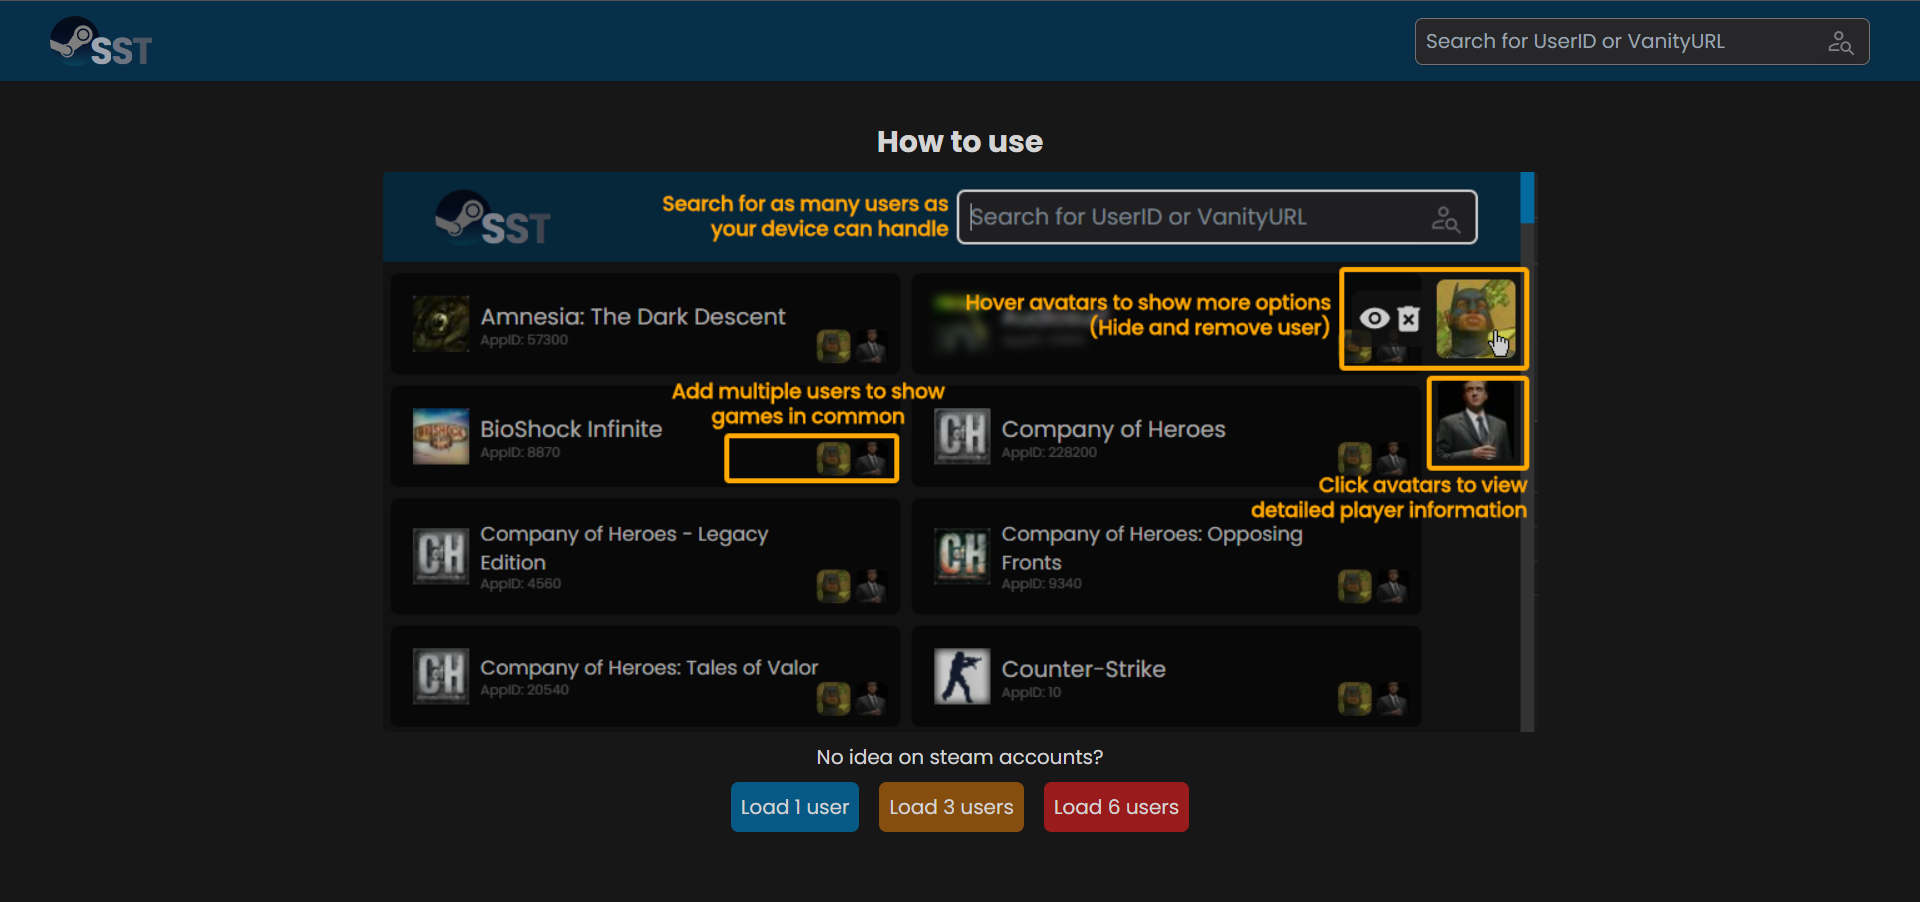 SST
Search for UserID or VanityURL
How to use
SST
Search for as many users as
your device can handle
Search for UserID or VanityURL
Amnesia: The Dark Descent
AppID: 57300
Hover avatars to show more options
(Hide and remove user)
BioShock Infinite
AppID: 8870
Add multiple users to show
games in common
Company of Heroes
AppID: 228200
Click avatars to view
detailed player information
Company of Heroes - Legacy
Edition
AppID: 4560
Company of Heroes: Opposing
Fronts
AppID: 9340
Company of Heroes: Tales of Valor
AppID: 20540
Counter-Strike
AppID: 10
No idea on steam accounts?
Load 1 user
Load 3 users
Load 6 users